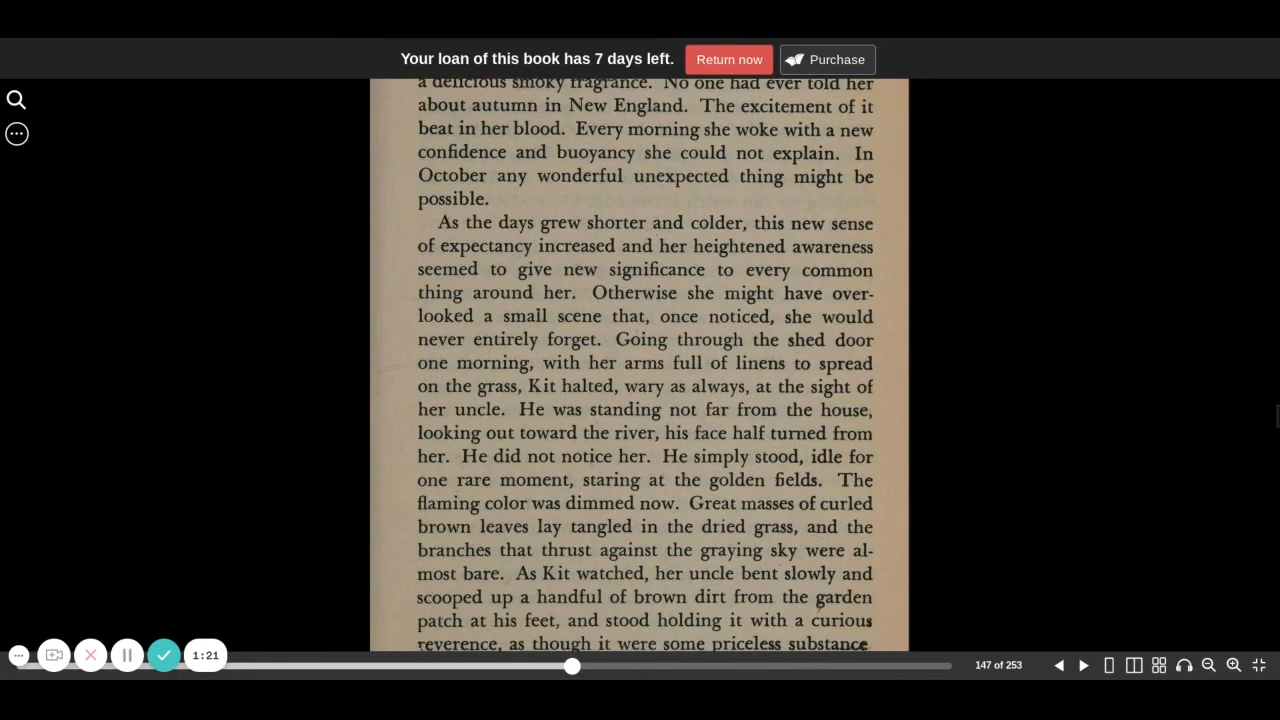 Your loan of this book has 7 days left. Return now Purchase
a delicious smoky fragrance. No one had ever told her
about autumn in New England. The excitement of it
beat in her blood. Every morning she woke with a new
confidence and buoyancy she could not explain. In
October any wonderful unexpected thing might be
possible.
As the days grew shorter and colder, this new sense
of expectancy increased and her heightened awareness
seemed to give new significance to every common
thing around her. Otherwise she might have over-
looked a small scene that, once noticed, she would
never entirely forget. Going through the shed door
one morning, with her arms full of linens to spread
on the grass, Kit halted, wary as always, at the sight of
her uncle. He was standing not far from the house,
looking out toward the river, his face half turned from
her. He did not notice her. He simply stood, idle for
one rare moment, staring at the golden fields. The
flaming color was dimmed now. Great masses of curled
brown leaves lay tangled in the dried grass, and the
branches that thrust against the graying sky were al-
most bare. As Kit watched, her uncle bent slowly and
scooped up a handful of brown dirt from the garden
patch at his feet, and stood holding it with a curious
reverence, as though it were some priceless substance
1:21
147 of 253